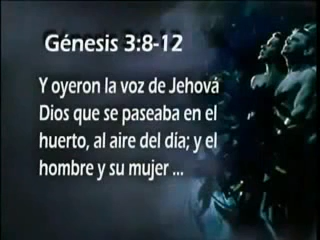 Génesis 3:8-12
Y oyeron la voz de Jehová
Dios que se paseaba en el
huerto, al aire del día; y el
hombre y su mujer ...